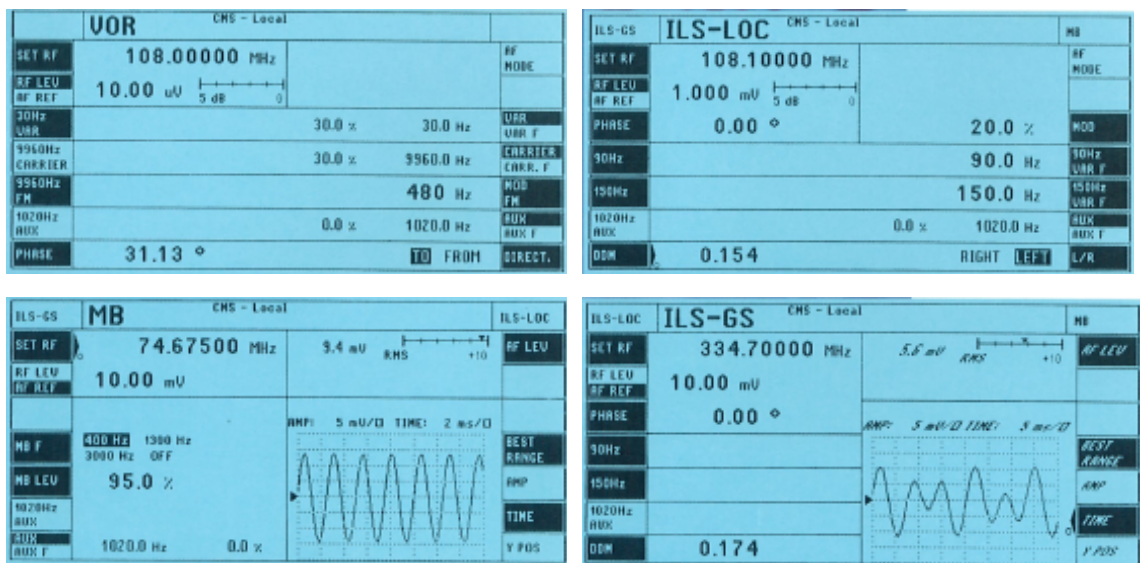 VOR CMS - Local
SET RF 108.00000 MHz AF MODE
RF LEV 10.00 uV 5 dB 0
AF REF
30Hz VAR 30.0 % 30.0 Hz VAR VAR F
9960Hz CARRIER 30.0 % 9960.0 Hz CARRIER CARR. F
9960Hz FM 480 Hz MOD FM
1020Hz AUX 0.0 % 1020.0 Hz AUX AUX F
PHASE 31.13 ° TO FROM DIRECT.
ILS-GS ILS-LOC CMS - Local MB
SET RF 108.10000 MHz AF MODE
RF LEV 1.000 mV 5 dB 0
AF REF
PHASE 0.00 ° 20.0 % MOD
90Hz 90.0 Hz 90Hz VAR F
150Hz 150.0 Hz 150Hz VAR F
1020Hz AUX 0.0 % 1020.0 Hz AUX AUX F
DDM 0.154 RIGHT LEFT L/R
ILS-GS MB CMS - Local ILS-LOC
SET RF 74.67500 MHz 9.4 mV RMS +10 AF LEV
RF LEV 10.00 mV
AF REF
AMP: 5 mV/□ TIME: 2 ms/□
MB F 400 Hz 1300 Hz BEST RANGE
3000 Hz OFF
MB LEV 95.0 % AMP
1020Hz AUX TIME
AUX AUX F 1020.0 Hz 0.0 % Y POS
ILS-LOC ILS-GS CMS - Local MB
SET RF 334.70000 MHz 5.6 mV RMS +10 AF LEV
RF LEV 10.00 mV
AF REF
PHASE 0.00 ° AMP: 5 mV/□ TIME: 5 ms/□
90Hz BEST RANGE
150Hz AMP
1020Hz AUX TIME
DDM 0.174 Y POS